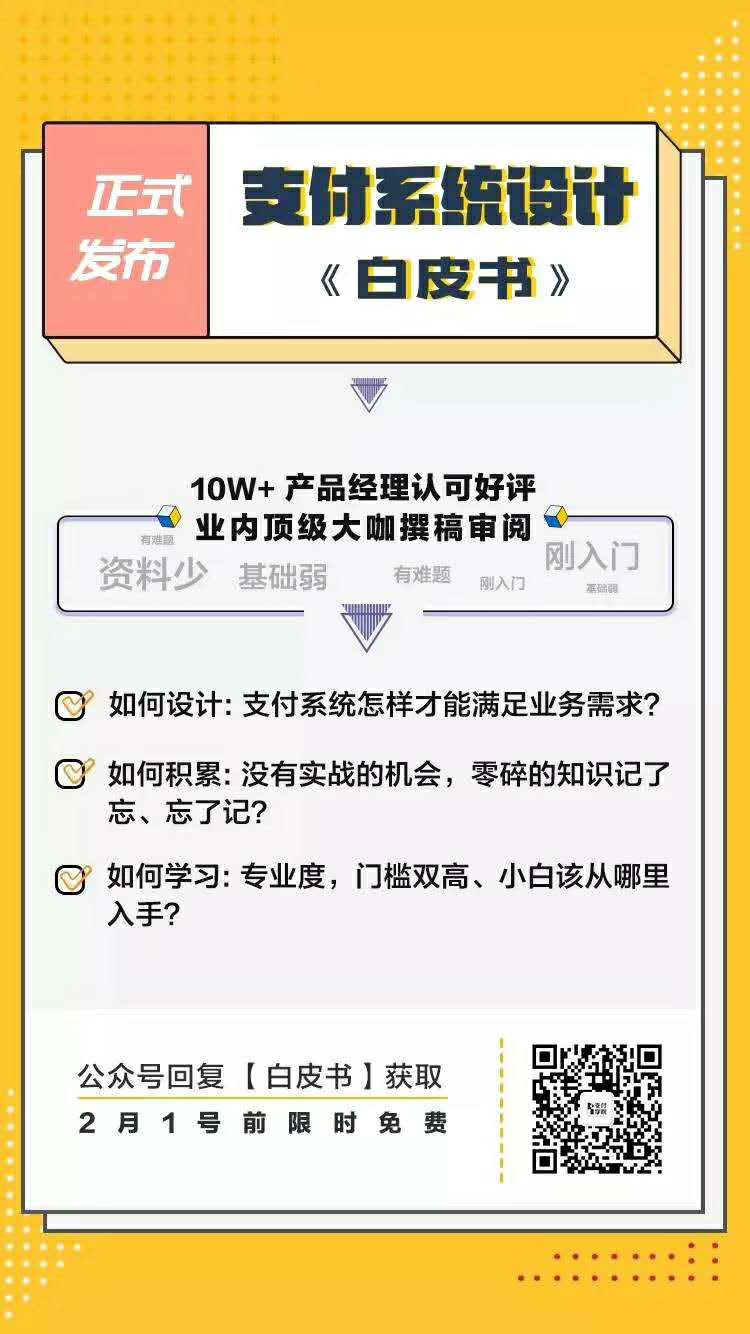 正式
发布
支付系统设计
《白皮书》
10W+ 产品经理认可好评
业内顶级大咖撰稿审阅
有难题
资料少
基础弱
有难题
刚入门
刚入门
基础弱
如何设计: 支付系统怎样才能满足业务需求?
如何积累: 没有实战的机会，零碎的知识记了
忘、忘了记?
如何学习: 专业度，门槛双高、小白该从哪里
入手?
公众号回复【白皮书】获取
2月1号前限时免费
支付
学院